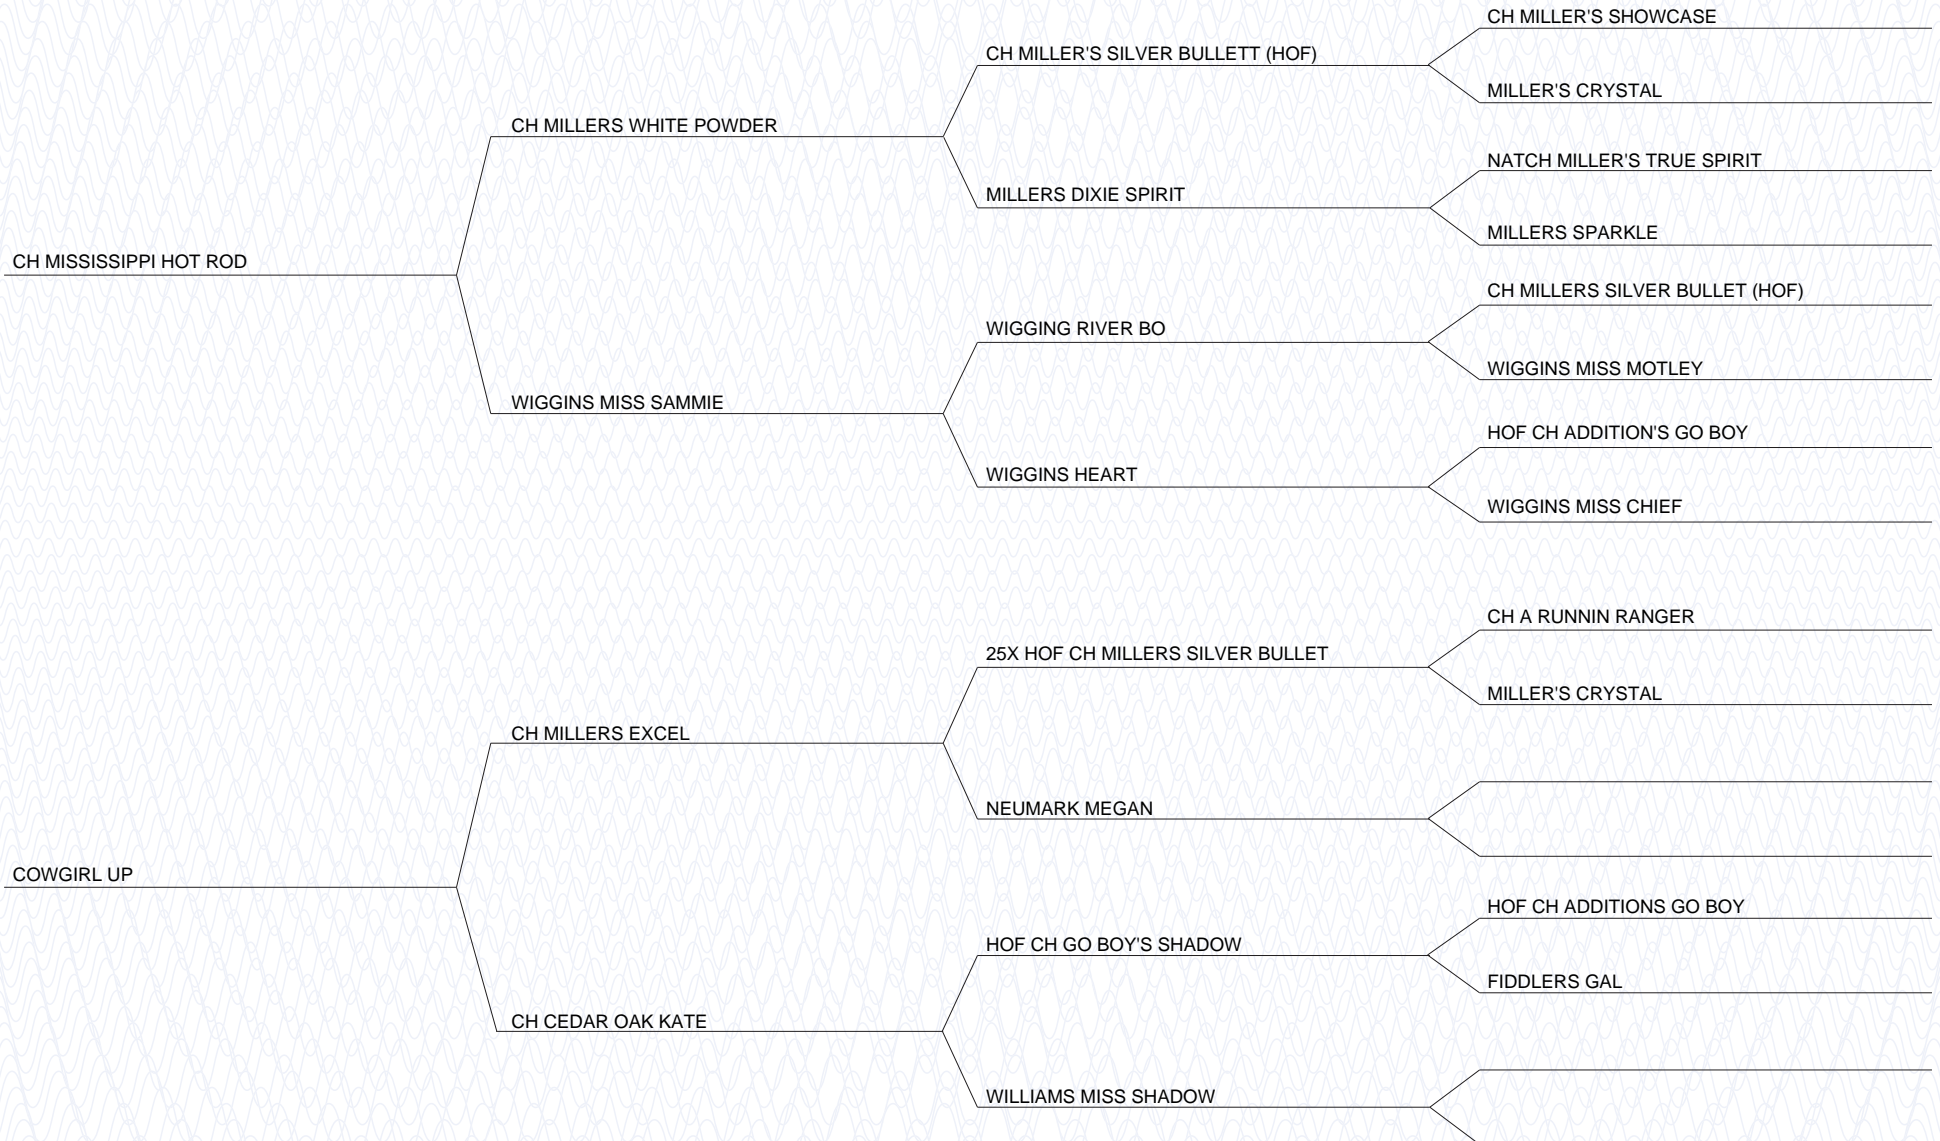 CH MILLER'S SHOWCASE
CH MILLER'S SILVER BULLETT (HOF)
MILLER'S CRYSTAL
CH MILLERS WHITE POWDER
NATCH MILLER'S TRUE SPIRIT
MILLERS DIXIE SPIRIT
MILLERS SPARKLE
CH MISSISSIPPI HOT ROD
CH MILLERS SILVER BULLET (HOF)
WIGGING RIVER BO
WIGGINS MISS MOTLEY
WIGGINS MISS SAMMIE
HOF CH ADDITION'S GO BOY
WIGGINS HEART
WIGGINS MISS CHIEF
CH A RUNNIN RANGER
25X HOF CH MILLERS SILVER BULLET
MILLER'S CRYSTAL
CH MILLERS EXCEL
NEUMARK MEGAN
COWGIRL UP
HOF CH ADDITIONS GO BOY
HOF CH GO BOY'S SHADOW
FIDDLERS GAL
CH CEDAR OAK KATE
WILLIAMS MISS SHADOW